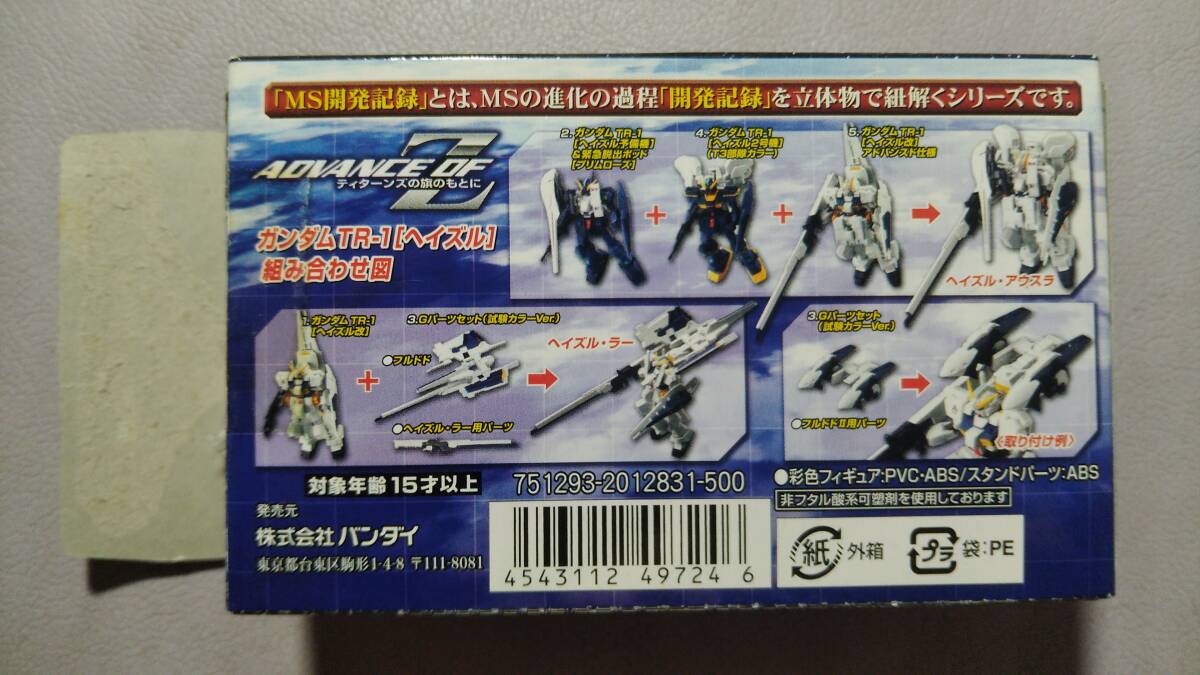 「MS開発記録」とは、MSの進化の過程「開発記録」を立体物で紐解くシリーズです。
ADVANCE OF Z
ティターンズの旗のもとに
ガンダムTR-1[ヘイズル]
組み合わせ図
2.ガンダムTR-1
[ヘイズル予備機]
&緊急脱出ポッド
[プリムローズ]
+
4.ガンダムTR-1
[ヘイズル2号機]
(T3部隊カラー)
+
5.ガンダムTR-1
[ヘイズル改]
アドバンスド仕様
ヘイズル・アウスラ
1.ガンダムTR-1
[ヘイズル改]
+
3.Gパーツセット(試験カラーVer.)
●フルドド
●ヘイズル・ラー用パーツ
ヘイズル・ラー
3.Gパーツセット
(試験カラーVer.)
●フルドドII用パーツ
〈取り付け例〉
対象年齢15才以上
751293-2012831-500
●彩色フィギュア:PVC・ABS/スタンドパーツ:ABS
非フタル酸系可塑剤を使用しております
発売元
株式会社バンダイ
東京都台東区駒形1-4-8 〒111-8081
4543112 497246
紙 外箱
プラ 袋:PE